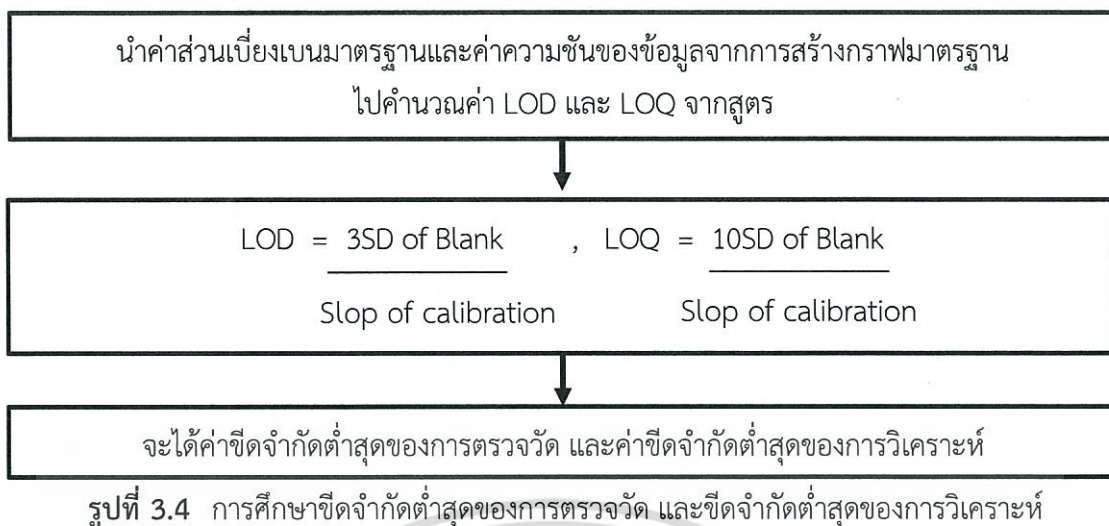 นำค่าส่วนเบี่ยงเบนมาตรฐานและค่าความชันของข้อมูลจากการสร้างกราฟมาตรฐาน
ไปคำนวณค่า LOD และ LOQ จากสูตร
LOD = 3SD of Blank , LOQ = 10SD of Blank
Slop of calibration Slop of calibration
จะได้ค่าขีดจำกัดต่ำสุดของการตรวจวัด และค่าขีดจำกัดต่ำสุดของการวิเคราะห์
รูปที่ 3.4 การศึกษาขีดจำกัดต่ำสุดของการตรวจวัด และขีดจำกัดต่ำสุดของการวิเคราะห์